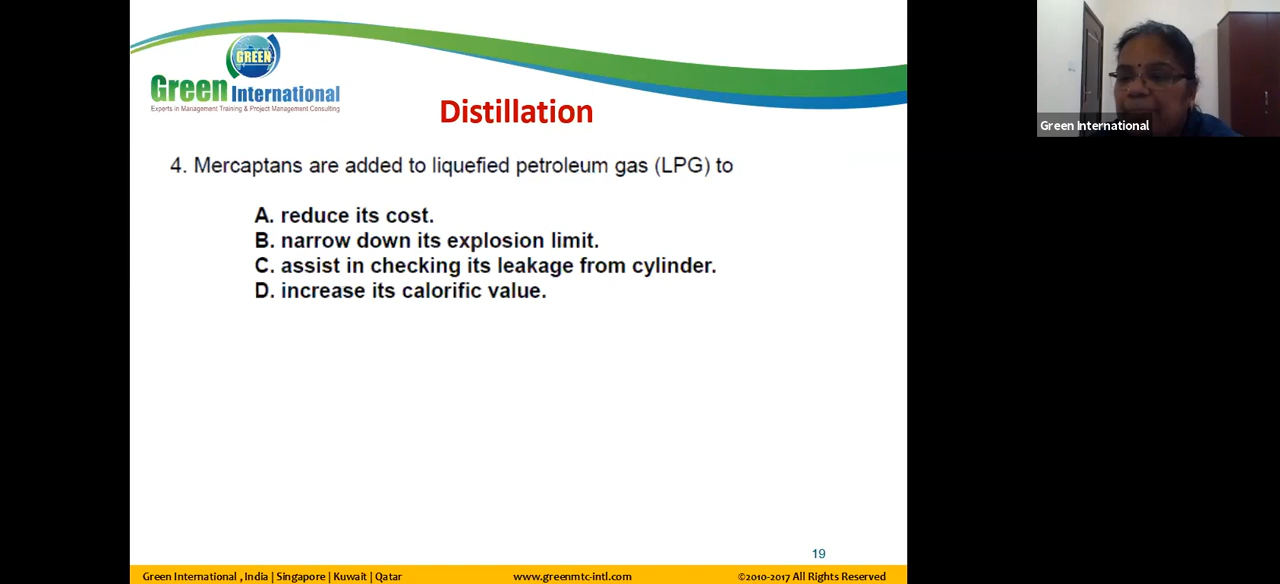 GREEN
Green International
Experts in Management Training & Project Management Consulting
Green International
Distillation
4. Mercaptans are added to liquefied petroleum gas (LPG) to
A. reduce its cost.
B. narrow down its explosion limit.
C. assist in checking its leakage from cylinder.
D. increase its calorific value.
19
Green International , India | Singapore | Kuwait | Qatar
www.greenmtc-intl.com
©2010-2017 All Rights Reserved